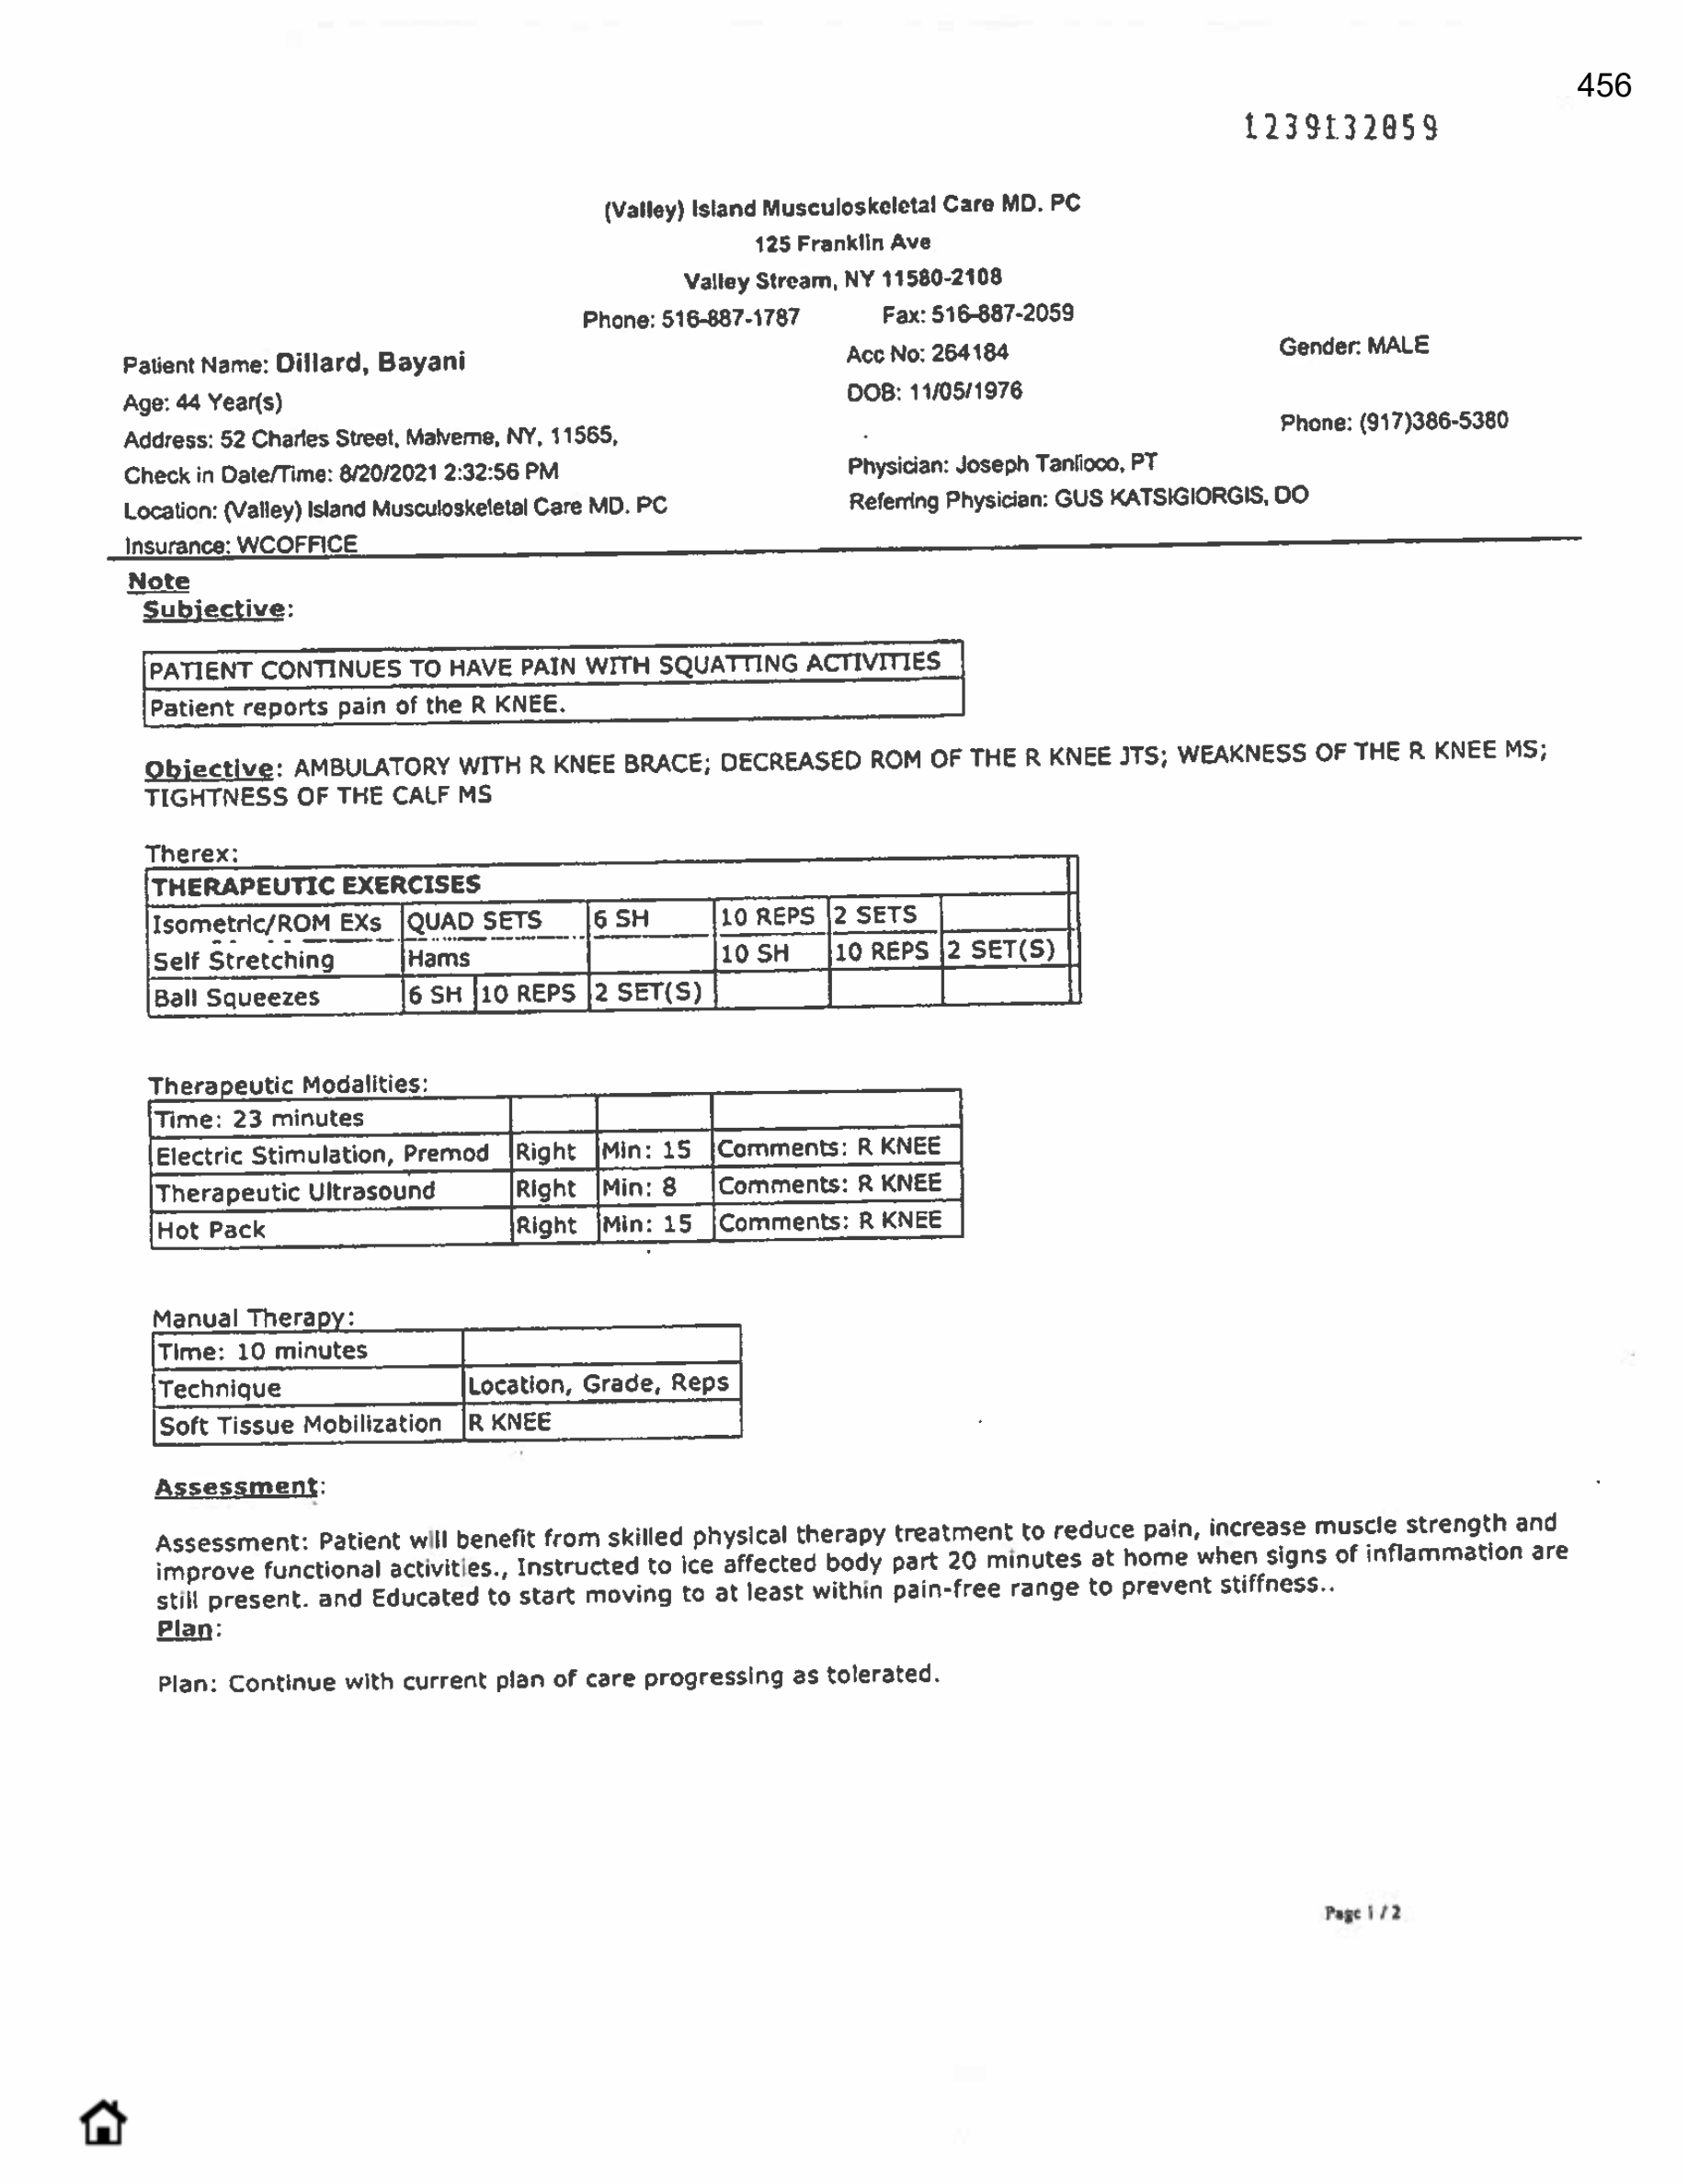 456
1239132059
(Valley) Island Musculoskeletal Care MD. PC
125 Franklin Ave
Valley Stream, NY 11580-2108
Phone: 516-887-1787 Fax: 516-887-2059
Patient Name: Dillard, Bayani Acc No: 264184 Gender: MALE
Age: 44 Year(s) DOB: 11/05/1976
Address: 52 Charles Street, Malverne, NY, 11565, Phone: (917)386-5380
Check in Date/Time: 8/20/2021 2:32:56 PM Physician: Joseph Tanlioco, PT
Location: (Valley) Island Musculoskeletal Care MD. PC Referring Physician: GUS KATSIGIORGIS, DO
Insurance: WCOFFICE
Note
Subjective:
PATIENT CONTINUES TO HAVE PAIN WITH SQUATTING ACTIVITIES
Patient reports pain of the R KNEE.
Objective: AMBULATORY WITH R KNEE BRACE; DECREASED ROM OF THE R KNEE JTS; WEAKNESS OF THE R KNEE MS;
TIGHTNESS OF THE CALF MS
Therex:
THERAPEUTIC EXERCISES
Isometric/ROM EXs QUAD SETS 6 SH 10 REPS 2 SETS
Self Stretching Hams 10 SH 10 REPS 2 SET(S)
Ball Squeezes 6 SH 10 REPS 2 SET(S)
Therapeutic Modalities:
Time: 23 minutes
Electric Stimulation, Premod Right Min: 15 Comments: R KNEE
Therapeutic Ultrasound Right Min: 8 Comments: R KNEE
Hot Pack Right Min: 15 Comments: R KNEE
Manual Therapy:
Time: 10 minutes
Technique Location, Grade, Reps
Soft Tissue Mobilization R KNEE
Assessment:
Assessment: Patient will benefit from skilled physical therapy treatment to reduce pain, increase muscle strength and
improve functional activities., Instructed to ice affected body part 20 minutes at home when signs of inflammation are
still present. and Educated to start moving to at least within pain-free range to prevent stiffness..
Plan:
Plan: Continue with current plan of care progressing as tolerated.
Page 1 / 2